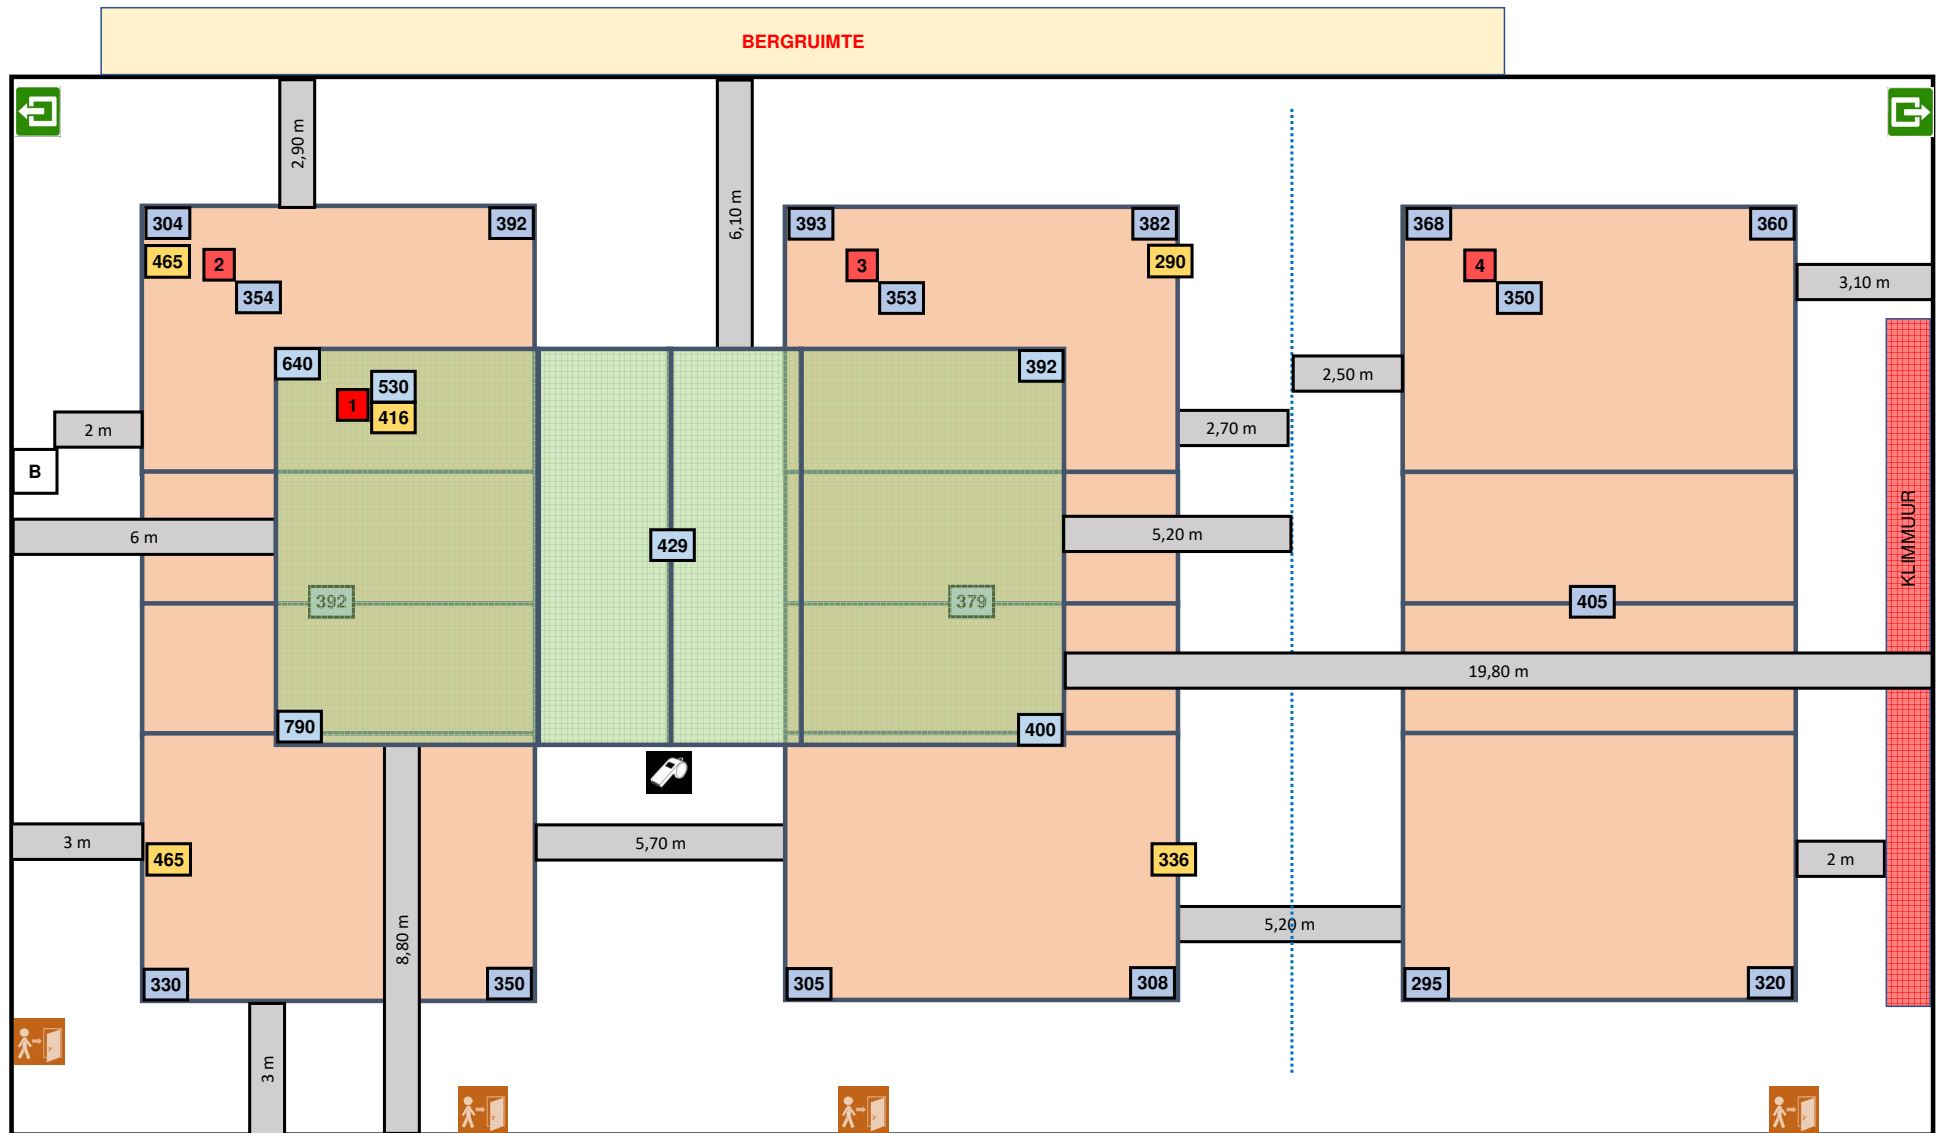 BERGRUIMTE
2,90 m
6,10 m
304
392
393
382
368
360
465
2
354
3
353
290
4
350
3,10 m
640
530
1
416
392
2,50 m
2 m
2,70 m
B
KLIMMUUR
6 m
429
5,20 m
392
379
405
19,80 m
790
400
3 m
465
5,70 m
336
2 m
8,80 m
5,20 m
330
350
305
308
295
320
3 m